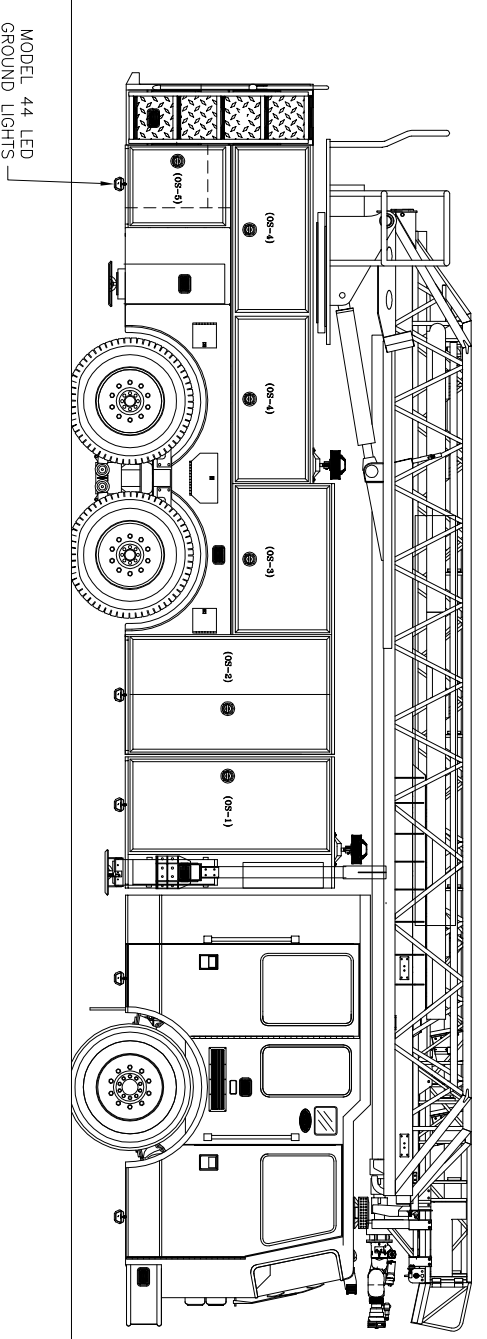 (OS-4)
(OS-4)
(OS-3)
(OS-2)
(OS-1)
(OS-5)
MODEL 44 LED
GROUND LIGHTS